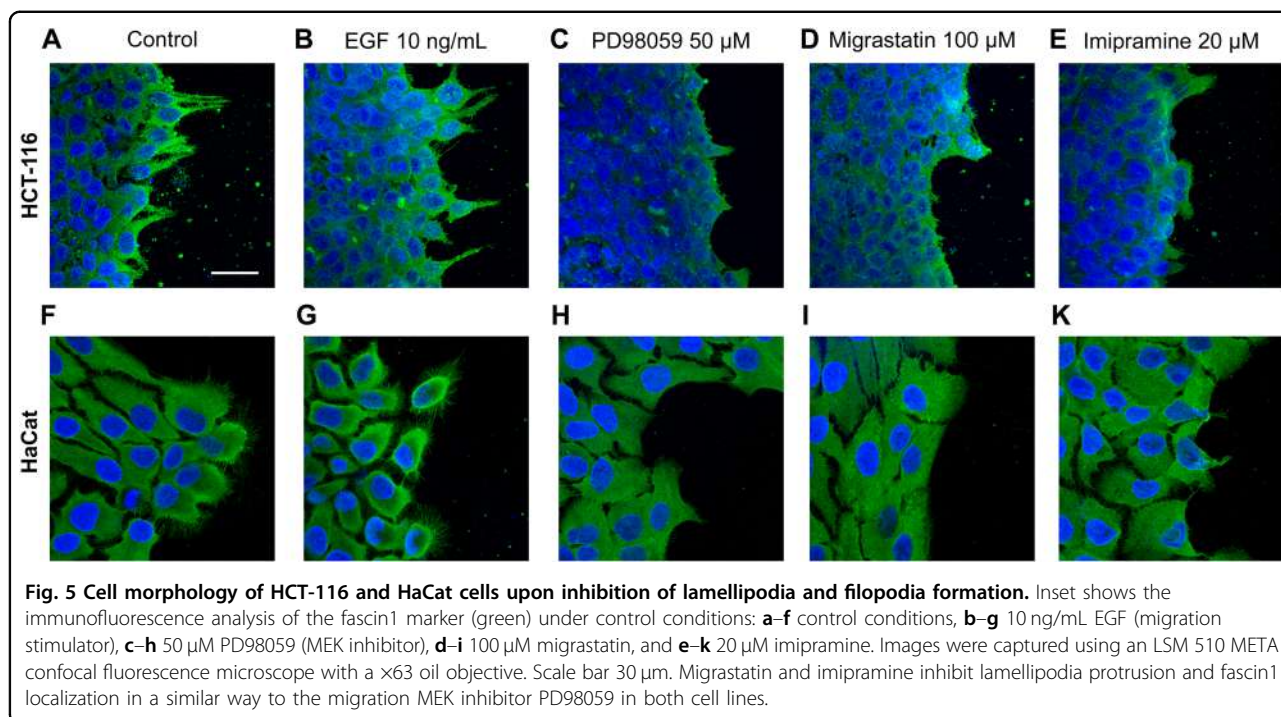 A Control B EGF 10 ng/mL C PD98059 50 µM D Migrastatin 100 µM E Imipramine 20 µM
HCT-116
F G H I K
HaCat
Fig. 5 Cell morphology of HCT-116 and HaCat cells upon inhibition of lamellipodia and filopodia formation. Inset shows the
immunofluorescence analysis of the fascin1 marker (green) under control conditions: a–f control conditions, b–g 10 ng/mL EGF (migration
stimulator), c–h 50 µM PD98059 (MEK inhibitor), d–i 100 µM migrastatin, and e–k 20 µM imipramine. Images were captured using an LSM 510 META
confocal fluorescence microscope with a ×63 oil objective. Scale bar 30 µm. Migrastatin and imipramine inhibit lamellipodia protrusion and fascin1
localization in a similar way to the migration MEK inhibitor PD98059 in both cell lines.